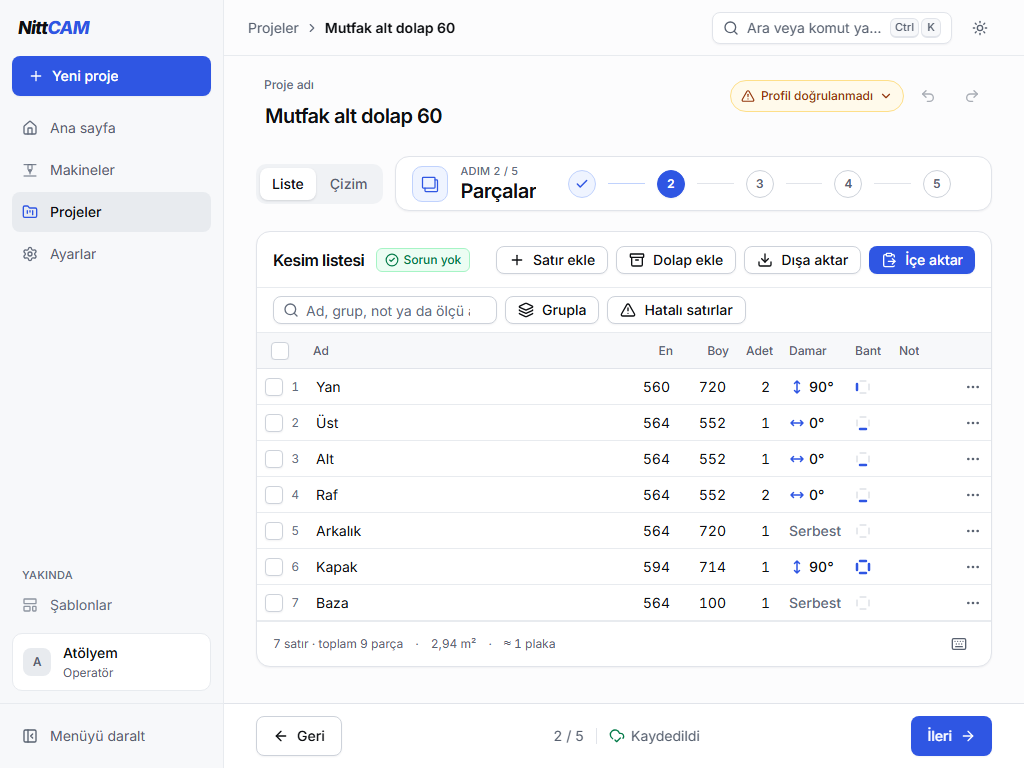 NittCAM
Yeni proje
Ana sayfa
Makineler
Projeler
Ayarlar
YAKINDA
Şablonlar
A
Atölyem
Operatör
Menüyü daralt
Projeler > Mutfak alt dolap 60
Ara veya komut ya... Ctrl K
Proje adı
Mutfak alt dolap 60
Profil doğrulanmadı
Liste Çizim
ADIM 2 / 5
Parçalar
2 3 4 5
Kesim listesi Sorun yok Satır ekle Dolap ekle Dışa aktar İçe aktar
Ad, grup, not ya da ölçü Grupla Hatalı satırlar
Ad En Boy Adet Damar Bant Not
1 Yan 560 720 2 90°
2 Üst 564 552 1 0°
3 Alt 564 552 1 0°
4 Raf 564 552 2 0°
5 Arkalık 564 720 1 Serbest
6 Kapak 594 714 1 90°
7 Baza 564 100 1 Serbest
7 satır · toplam 9 parça · 2,94 m² · ≈ 1 plaka
Geri 2 / 5 Kaydedildi İleri